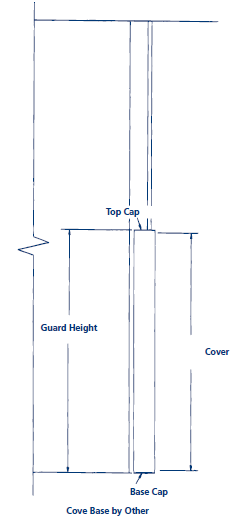 Top Cap
Guard Height
Cover
Base Cap
Cove Base by Other